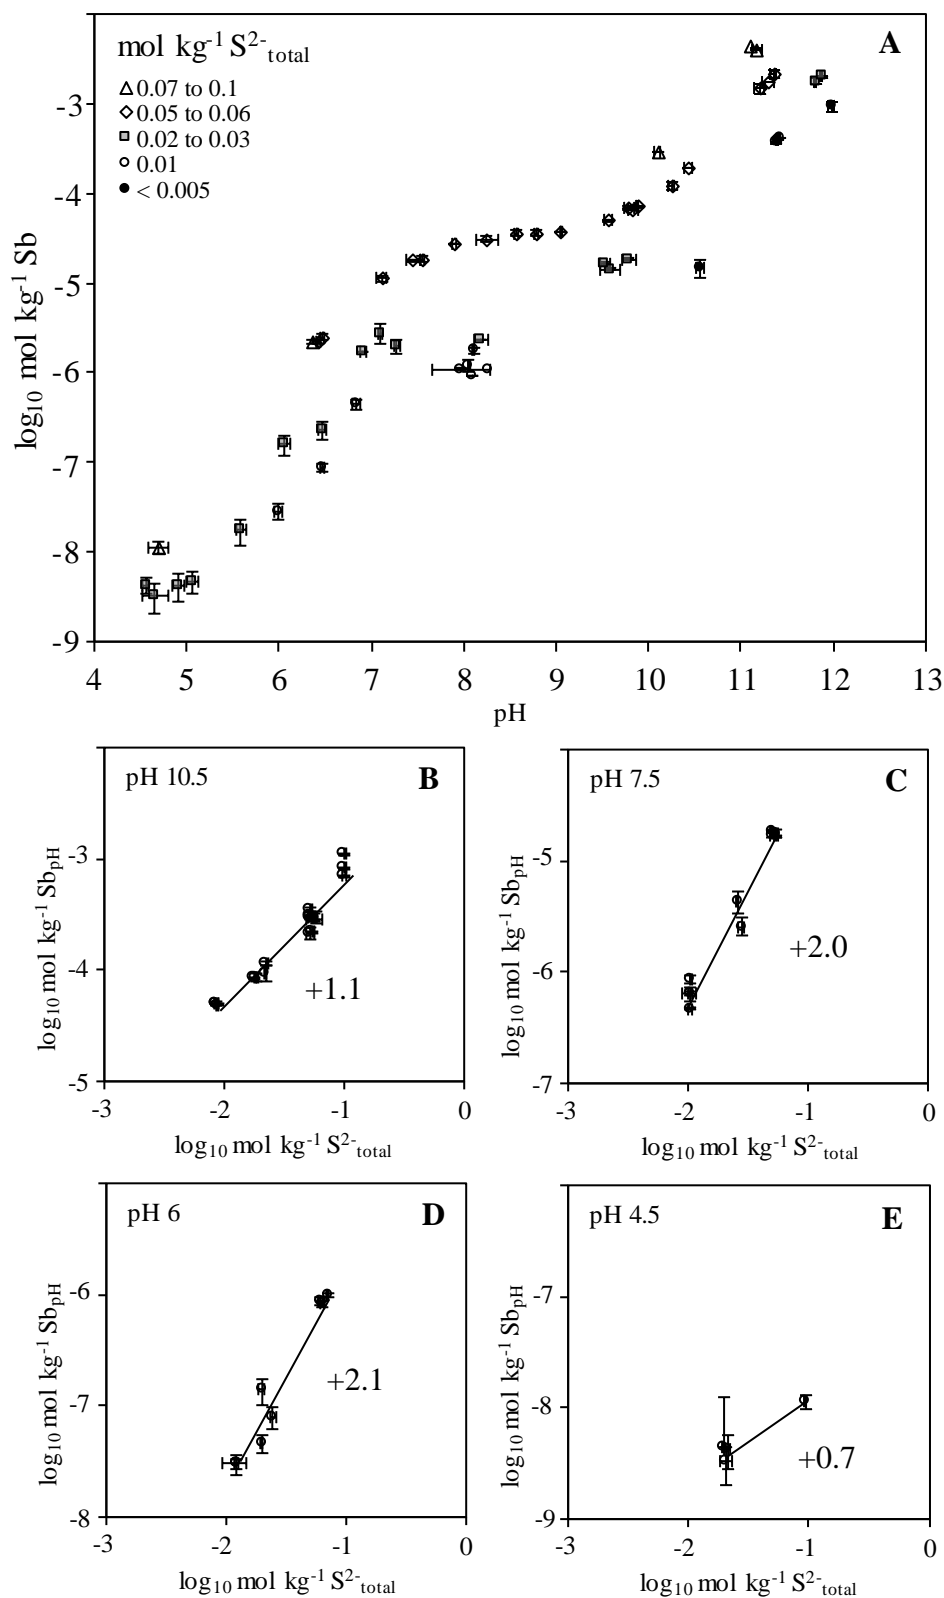 A
mol kg⁻¹ S²⁻total
0.07 to 0.1
0.05 to 0.06
0.02 to 0.03
0.01
< 0.005
log₁₀ mol kg⁻¹ Sb
-3
-4
-5
-6
-7
-8
-9
4 5 6 7 8 9 10 11 12 13
pH
pH 10.5 B
log₁₀ mol kg⁻¹ SbpH
-3
-4
-5
+1.1
-3 -2 -1 0
log₁₀ mol kg⁻¹ S²⁻total
pH 7.5 C
log₁₀ mol kg⁻¹ SbpH
-5
-6
-7
+2.0
-3 -2 -1 0
log₁₀ mol kg⁻¹ S²⁻total
pH 6 D
log₁₀ mol kg⁻¹ SbpH
-6
-7
-8
+2.1
-3 -2 -1 0
log₁₀ mol kg⁻¹ S²⁻total
pH 4.5 E
log₁₀ mol kg⁻¹ SbpH
-7
-8
-9
+0.7
-3 -2 -1 0
log₁₀ mol kg⁻¹ S²⁻total